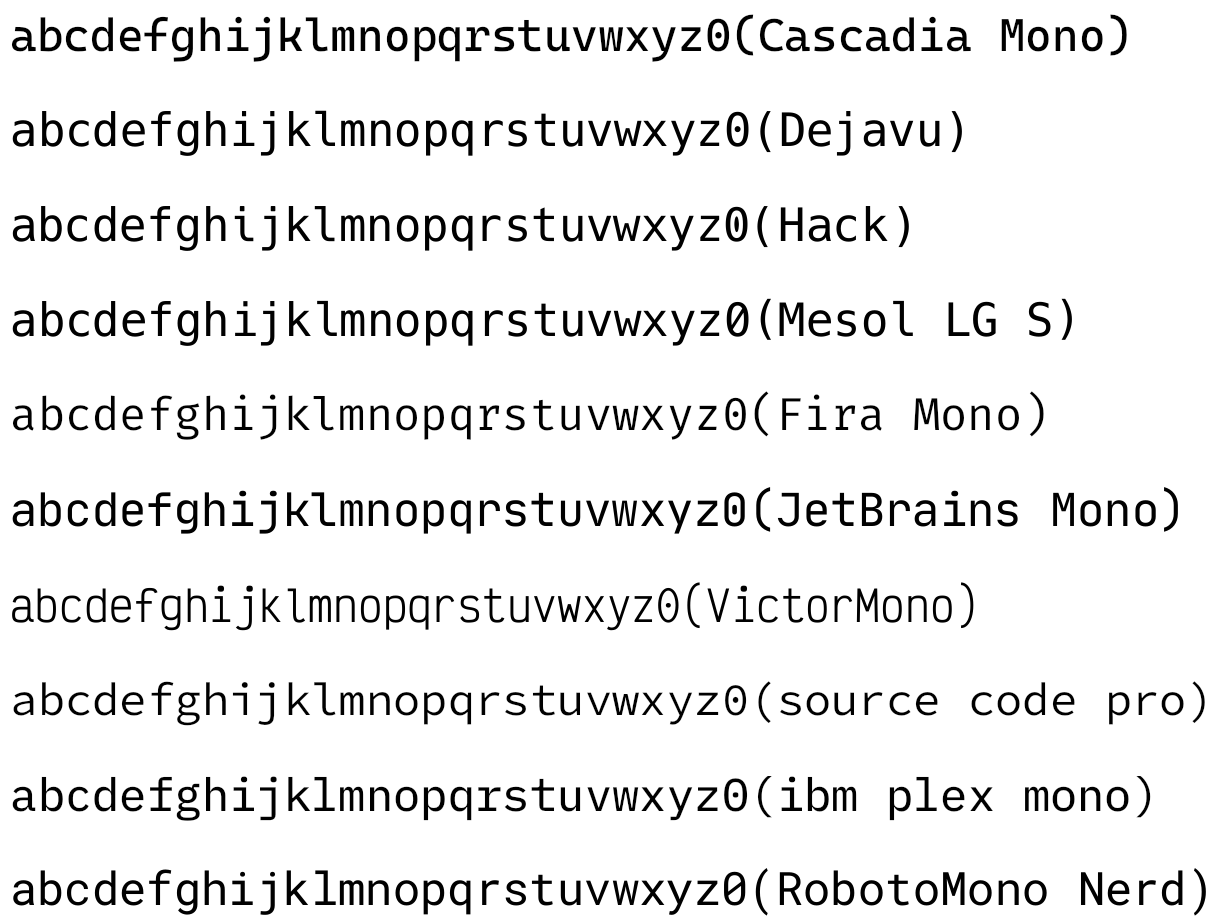 abcdefghijklmnopqrstuvwxyz0(Cascadia Mono)
abcdefghijklmnopqrstuvwxyz0(Dejavu)
abcdefghijklmnopqrstuvwxyz0(Hack)
abcdefghijklmnopqrstuvwxyz0(Mesol LG S)
abcdefghijklmnopqrstuvwxyz0(Fira Mono)
abcdefghijklmnopqrstuvwxyz0(JetBrains Mono)
abcdefghijklmnopqrstuvwxyz0(VictorMono)
abcdefghijklmnopqrstuvwxyz0(source code pro)
abcdefghijklmnopqrstuvwxyz0(ibm plex mono)
abcdefghijklmnopqrstuvwxyz0(RobotoMono Nerd)